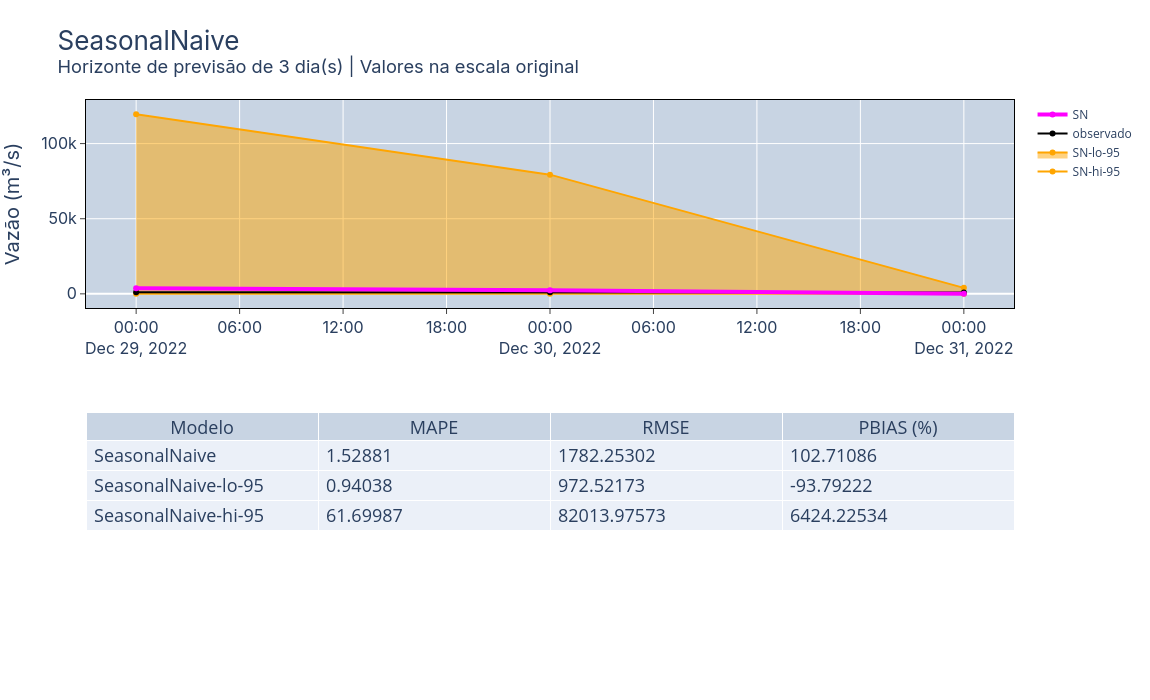 SeasonalNaive
Horizonte de previsão de 3 dia(s) | Valores na escala original
Vazão (m³/s)
100k
50k
0
00:00 06:00 12:00 18:00 00:00 06:00 12:00 18:00 00:00
Dec 29, 2022 Dec 30, 2022 Dec 31, 2022
SN
observado
SN-lo-95
SN-hi-95
Modelo MAPE RMSE PBIAS (%)
SeasonalNaive 1.52881 1782.25302 102.71086
SeasonalNaive-lo-95 0.94038 972.52173 -93.79222
SeasonalNaive-hi-95 61.69987 82013.97573 6424.22534